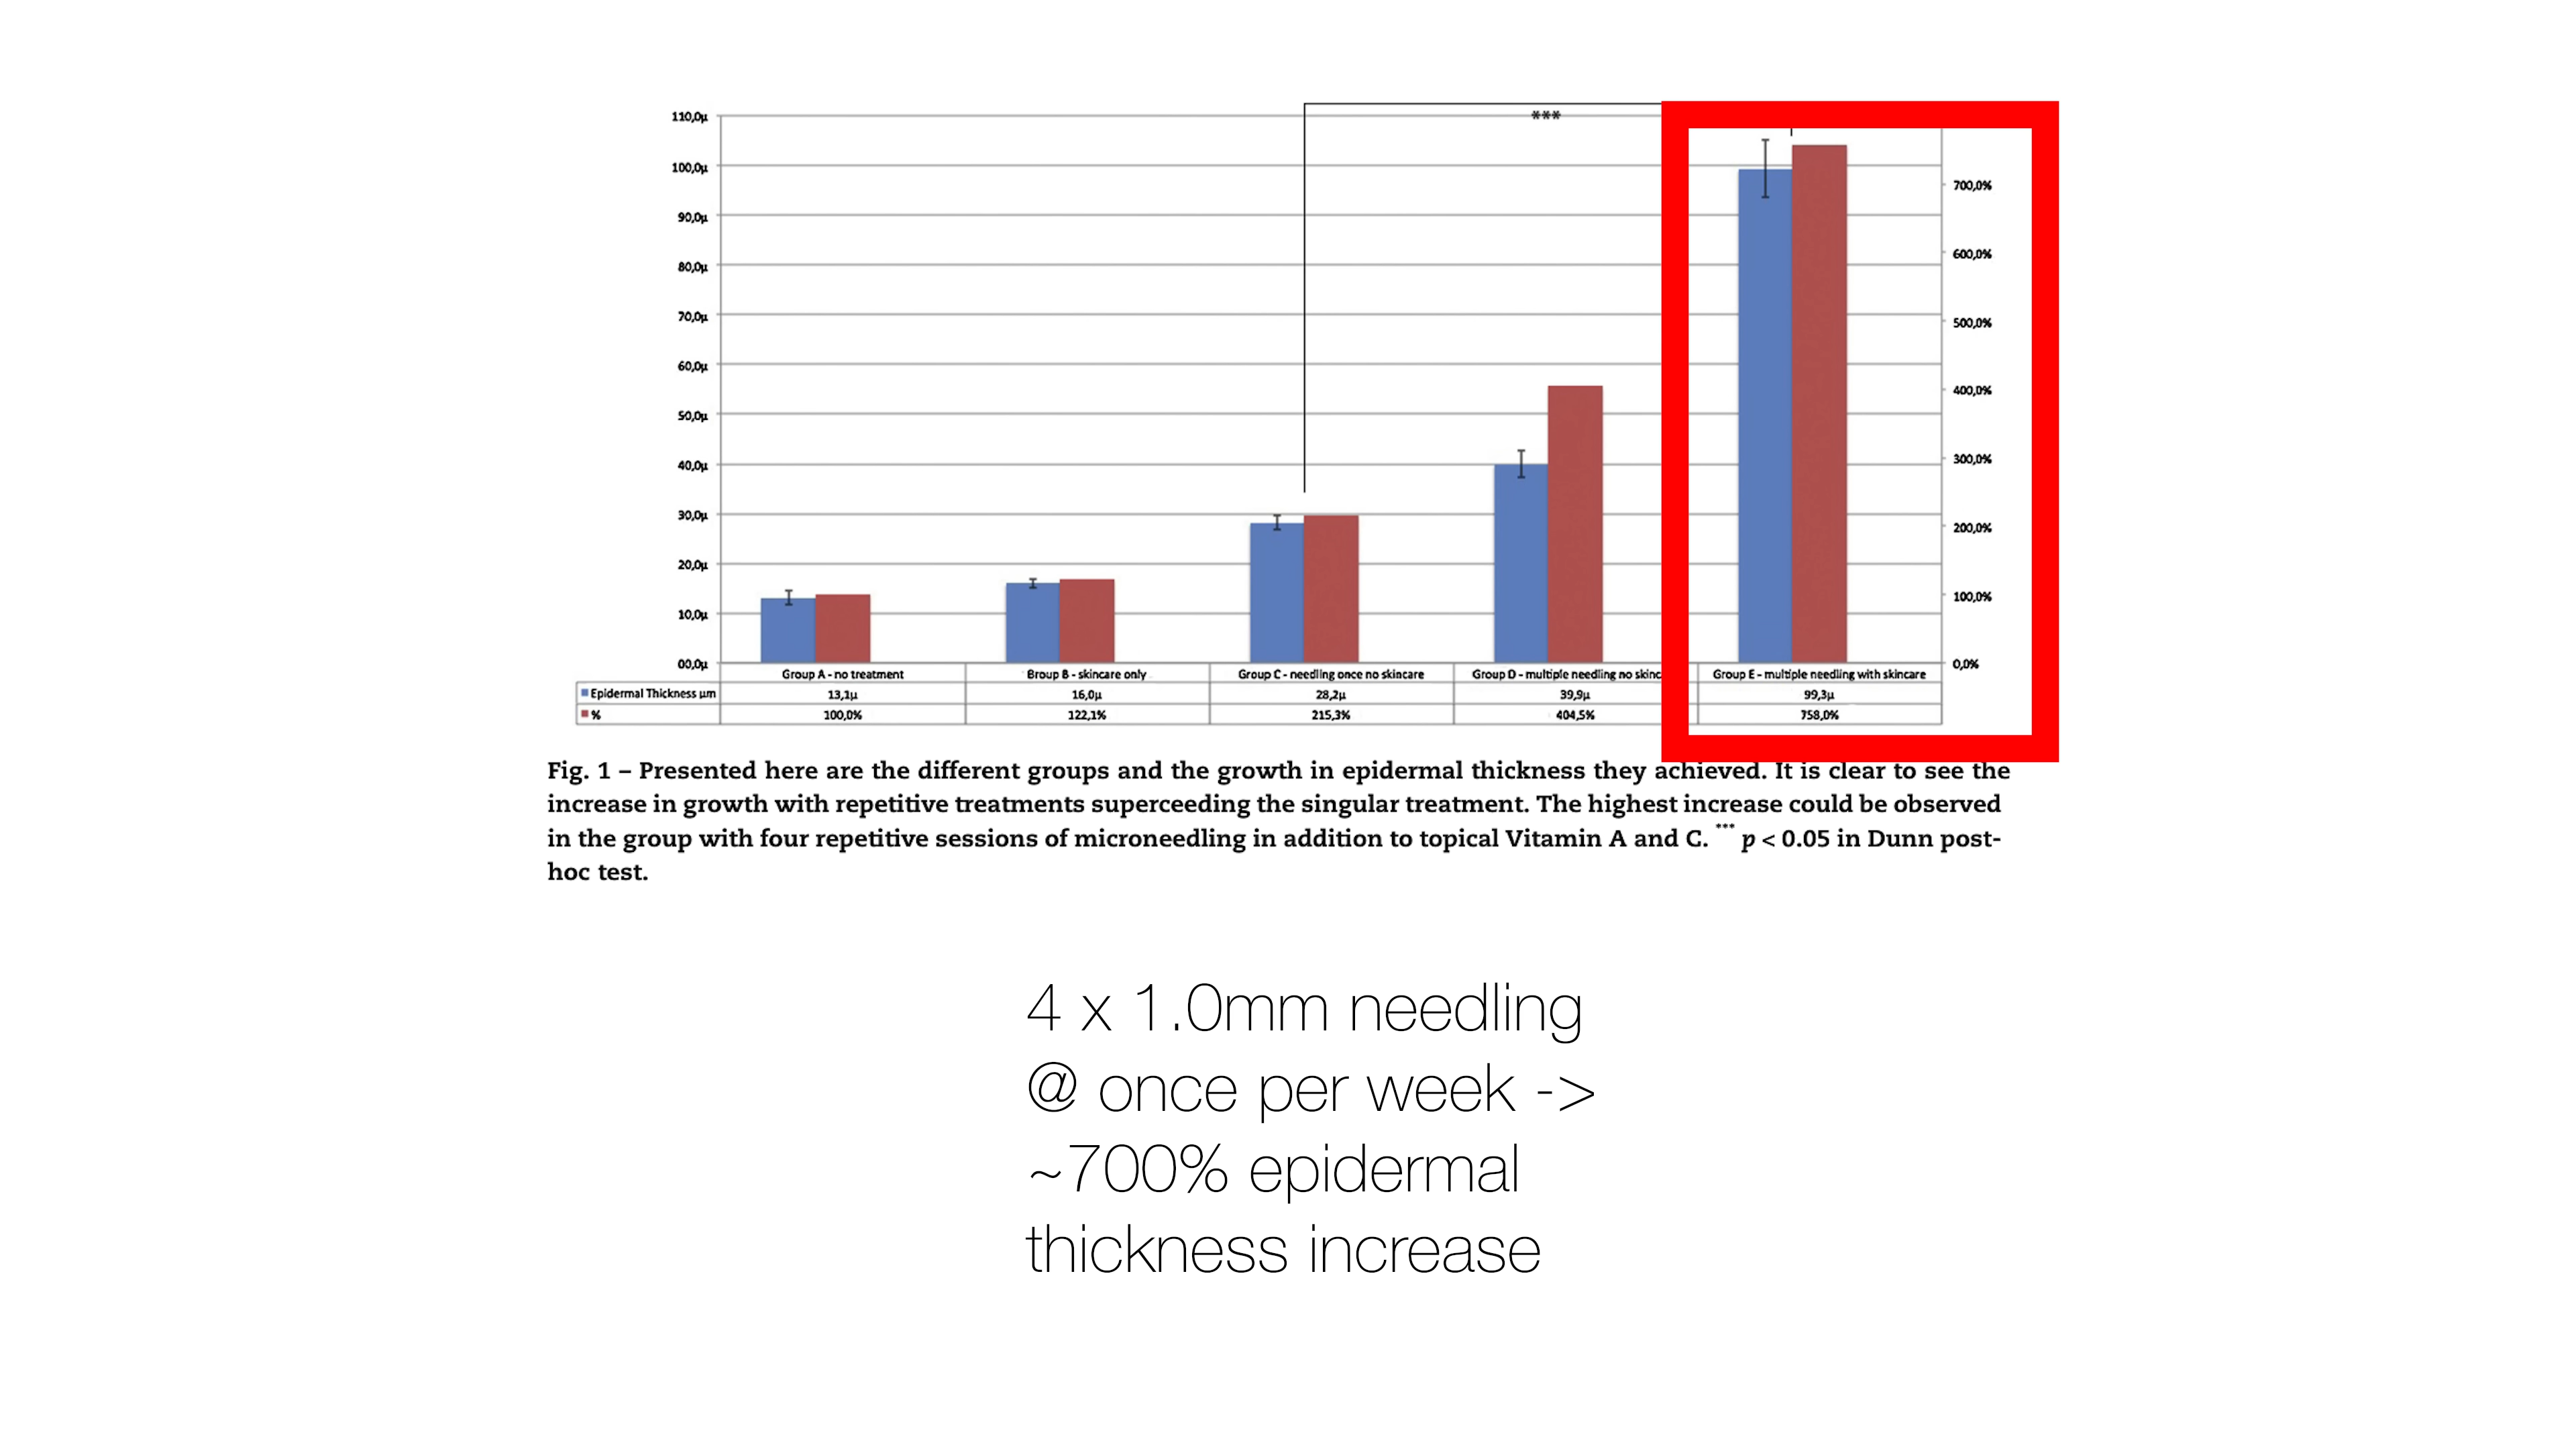 ***
110,0µ
100,0µ
90,0µ
80,0µ
70,0µ
60,0µ
50,0µ
40,0µ
30,0µ
20,0µ
10,0µ
00,0µ
700,0%
600,0%
500,0%
400,0%
300,0%
200,0%
100,0%
0,0%
Group A - no treatment Broup B - skincare only Group C - needling once no skincare Group D - multiple needling no skinc Group E - multiple needling with skincare
Epidermal Thickness µm 13,1µ 16,0µ 28,2µ 39,9µ 99,3µ
% 100,0% 122,1% 215,3% 404,5% 758,0%
Fig. 1 – Presented here are the different groups and the growth in epidermal thickness they achieved. It is clear to see the
increase in growth with repetitive treatments superceeding the singular treatment. The highest increase could be observed
in the group with four repetitive sessions of microneedling in addition to topical Vitamin A and C. *** p < 0.05 in Dunn post-
hoc test.
4 x 1.0mm needling
@ once per week ->
~700% epidermal
thickness increase